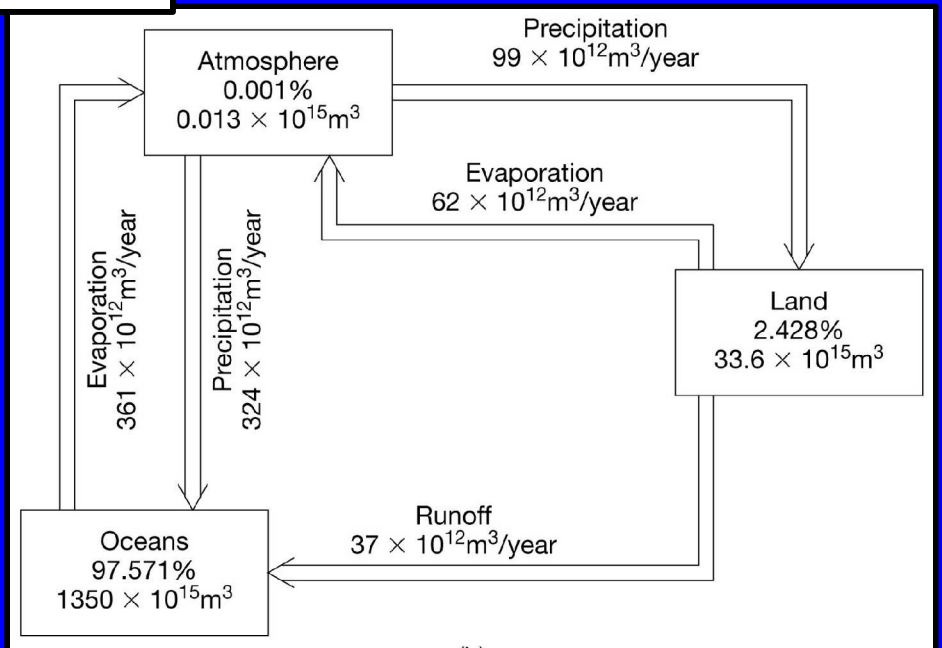 Precipitation
99 × 10¹²m³/year
Atmosphere
0.001%
0.013 × 10¹⁵m³
Evaporation
62 × 10¹²m³/year
Evaporation
361 × 10¹²m³/year
Precipitation
324 × 10¹²m³/year
Land
2.428%
33.6 × 10¹⁵m³
Runoff
37 × 10¹²m³/year
Oceans
97.571%
1350 × 10¹⁵m³